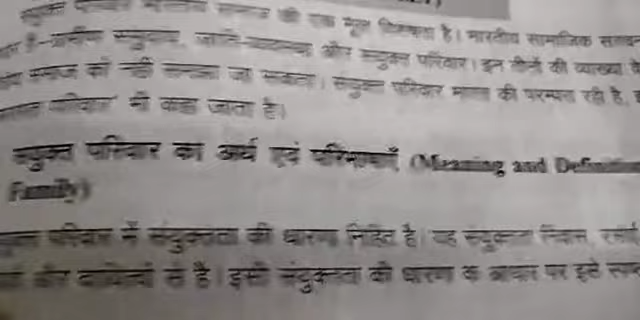 संयुक्त समाज की एक मूल विशेषता है। भारतीय सामाजिक
हैं—ग्रामीण समुदाय, जाति-व्यवस्था और संयुक्त परिवार। इन तीनों की व्याख्या
समाज को नहीं समझा जा सकता। संयुक्त परिवार भारत की परम्परा रही है,
परिवार' भी कहा जाता है।
संयुक्त परिवार का अर्थ एवं परिभाषाएँ (Meaning and
Family)
परिवार में संयुक्तता की धारणा निहित है। यह संयुक्तता निवास,
और दायित्वों से है। इसी संयुक्तता की धारणा के आधार पर इसे